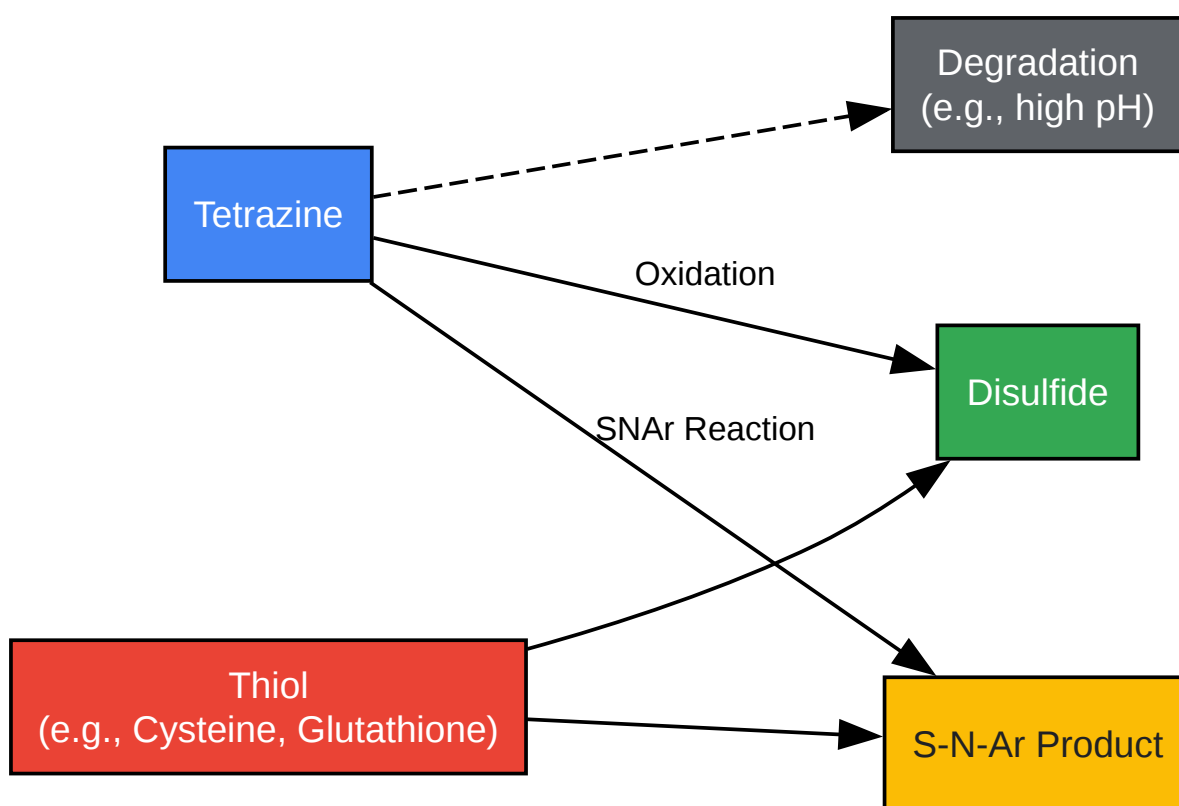 Degradation
(e.g., high pH)
Tetrazine
Oxidation
Disulfide
SNAr Reaction
Thiol
(e.g., Cysteine, Glutathione)
S-N-Ar Product